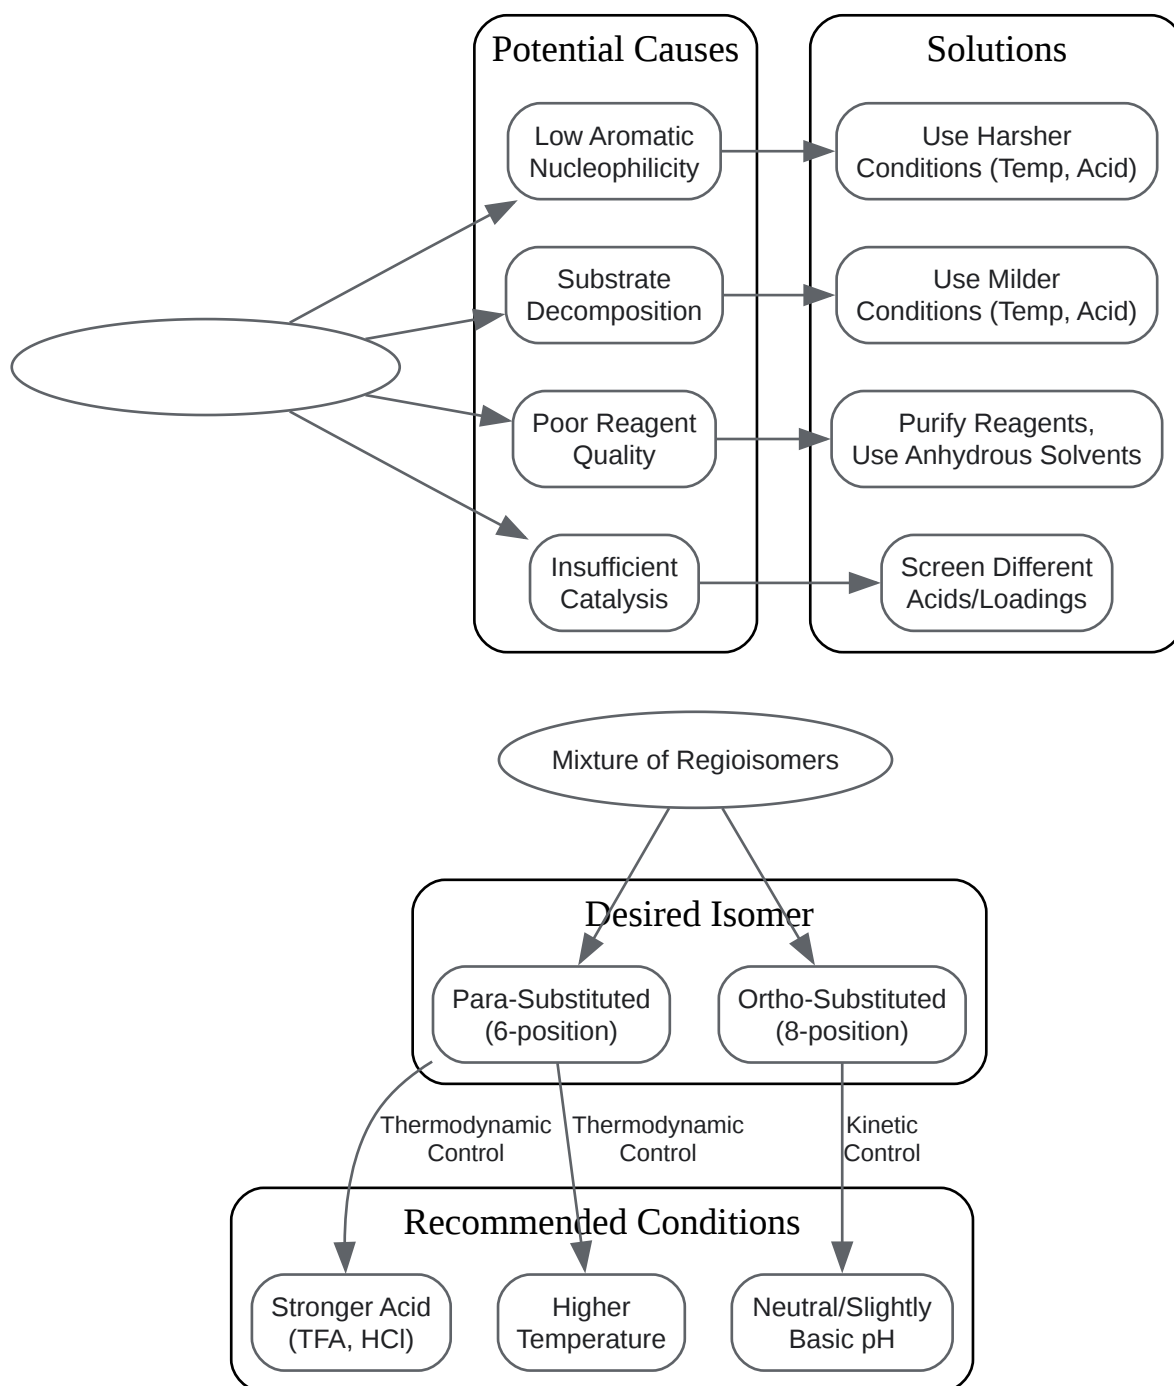 Potential Causes
Solutions
Low Aromatic
Nucleophilicity
Use Harsher
Conditions (Temp, Acid)
Substrate
Decomposition
Use Milder
Conditions (Temp, Acid)
Poor Reagent
Quality
Purify Reagents,
Use Anhydrous Solvents
Insufficient
Catalysis
Screen Different
Acids/Loadings
Mixture of Regioisomers
Desired Isomer
Para-Substituted
(6-position)
Ortho-Substituted
(8-position)
Thermodynamic
Control
Thermodynamic
Control
Kinetic
Control
Recommended Conditions
Stronger Acid
(TFA, HCl)
Higher
Temperature
Neutral/Slightly
Basic pH